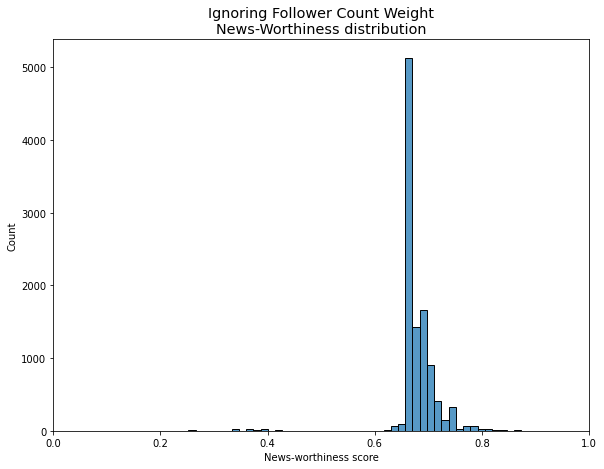 Ignoring Follower Count Weight
News-Worthiness distribution
5000
4000
3000
2000
1000
0
Count
0.0 0.2 0.4 0.6 0.8 1.0
News-worthiness score